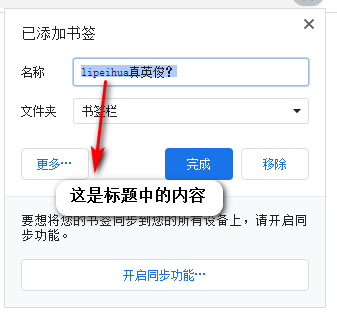 已添加书签
名称 lipeihua真英俊?
文件夹 书签栏
更多… 完成 移除
这是标题中的内容
要想将您的书签同步到您的所有设备上，请开启同
步功能。
开启同步功能…